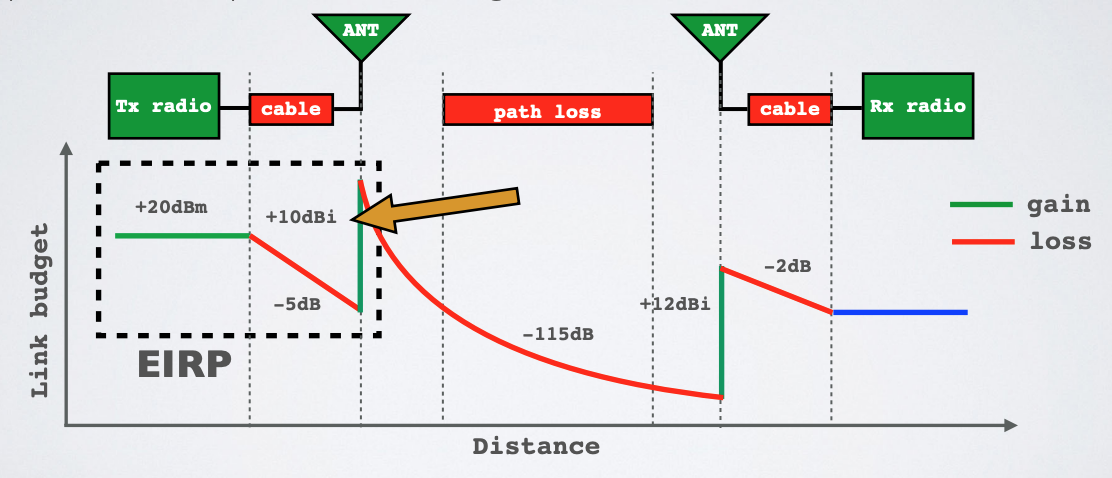 ANT
ANT
Tx radio
cable
path loss
cable
Rx radio
+20dBm
+10dBi
-5dB
EIRP
-115dB
+12dBi
-2dB
gain
loss
Link budget
Distance